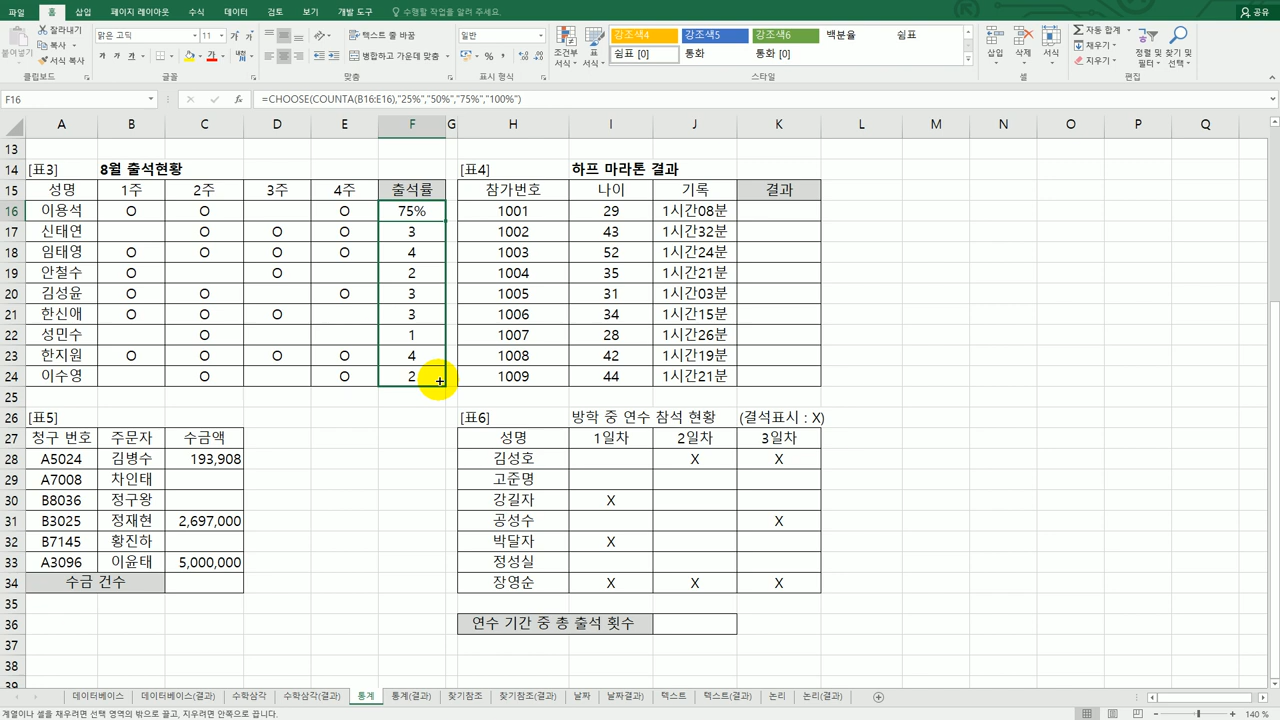 파일 홈 삽입 페이지 레이아웃 수식 데이터 검토 보기 개발 도구 수행할 작업을 알려 주세요. 공유
붙여넣기 잘라내기 복사 서식 복사 클립보드
맑은 고딕 11 가 가 가 가 가 글꼴
텍스트 줄 바꿈 병합하고 가운데 맞춤 맞춤
일반 % 표시 형식
조건부 서식 표 서식 강조색4 강조색5 강조색6 백분율 쉼표
쉼표 [0] 통화 통화 [0] 스타일
삽입 삭제 서식 셀
자동 합계 채우기 지우기 정렬 및 필터 찾기 및 선택 편집
F16 fx =CHOOSE(COUNTA(B16:E16),"25%","50%","75%","100%")
A B C D E F G H I J K L M N O P Q
13
14 [표3] 8월 출석현황 [표4] 하프 마라톤 결과
15 성명 1주 2주 3주 4주 출석률 참가번호 나이 기록 결과
16 이용석 O O O 75% 1001 29 1시간08분
17 신태연 O O O 3 1002 43 1시간32분
18 임태영 O O O O 4 1003 52 1시간24분
19 안철수 O O 2 1004 35 1시간21분
20 김성윤 O O O 3 1005 31 1시간03분
21 한신애 O O O 3 1006 34 1시간15분
22 성민수 O 1 1007 28 1시간26분
23 한지원 O O O O 4 1008 42 1시간19분
24 이수영 O O 2 1009 44 1시간21분
25
26 [표5] [표6] 방학 중 연수 참석 현황 (결석표시 : X)
27 청구 번호 주문자 수금액 성명 1일차 2일차 3일차
28 A5024 김병수 193,908 김성호 X X
29 A7008 차인태 고준명
30 B8036 정구왕 강길자 X
31 B3025 정재현 2,697,000 공성수 X
32 B7145 황진하 박달자 X
33 A3096 이윤태 5,000,000 정성실
34 수금 건수 장영순 X X X
35
36 연수 기간 중 총 출석 횟수
37
38
39
데이터베이스 데이터베이스(결과) 수학삼각 수학삼각(결과) 통계 통계(결과) 찾기참조 찾기참조(결과) 날짜 날짜(결과) 텍스트 텍스트(결과) 논리 논리(결과)
계열이나 셀을 채우려면 선택 영역의 밖으로 끌고, 지우려면 안쪽으로 끕니다. 140 %